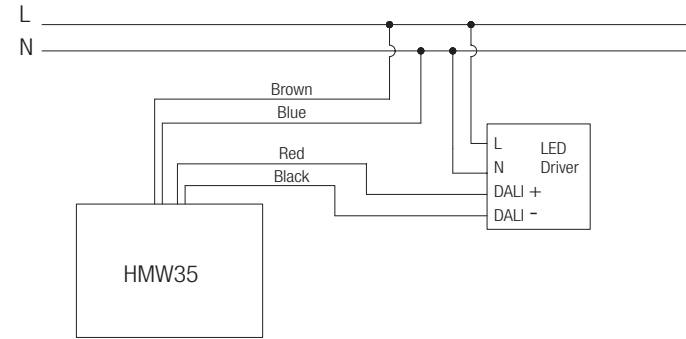 L
N
Brown
Blue
Red
Black
L
LED
N
Driver
DALI +
DALI -
HMW35